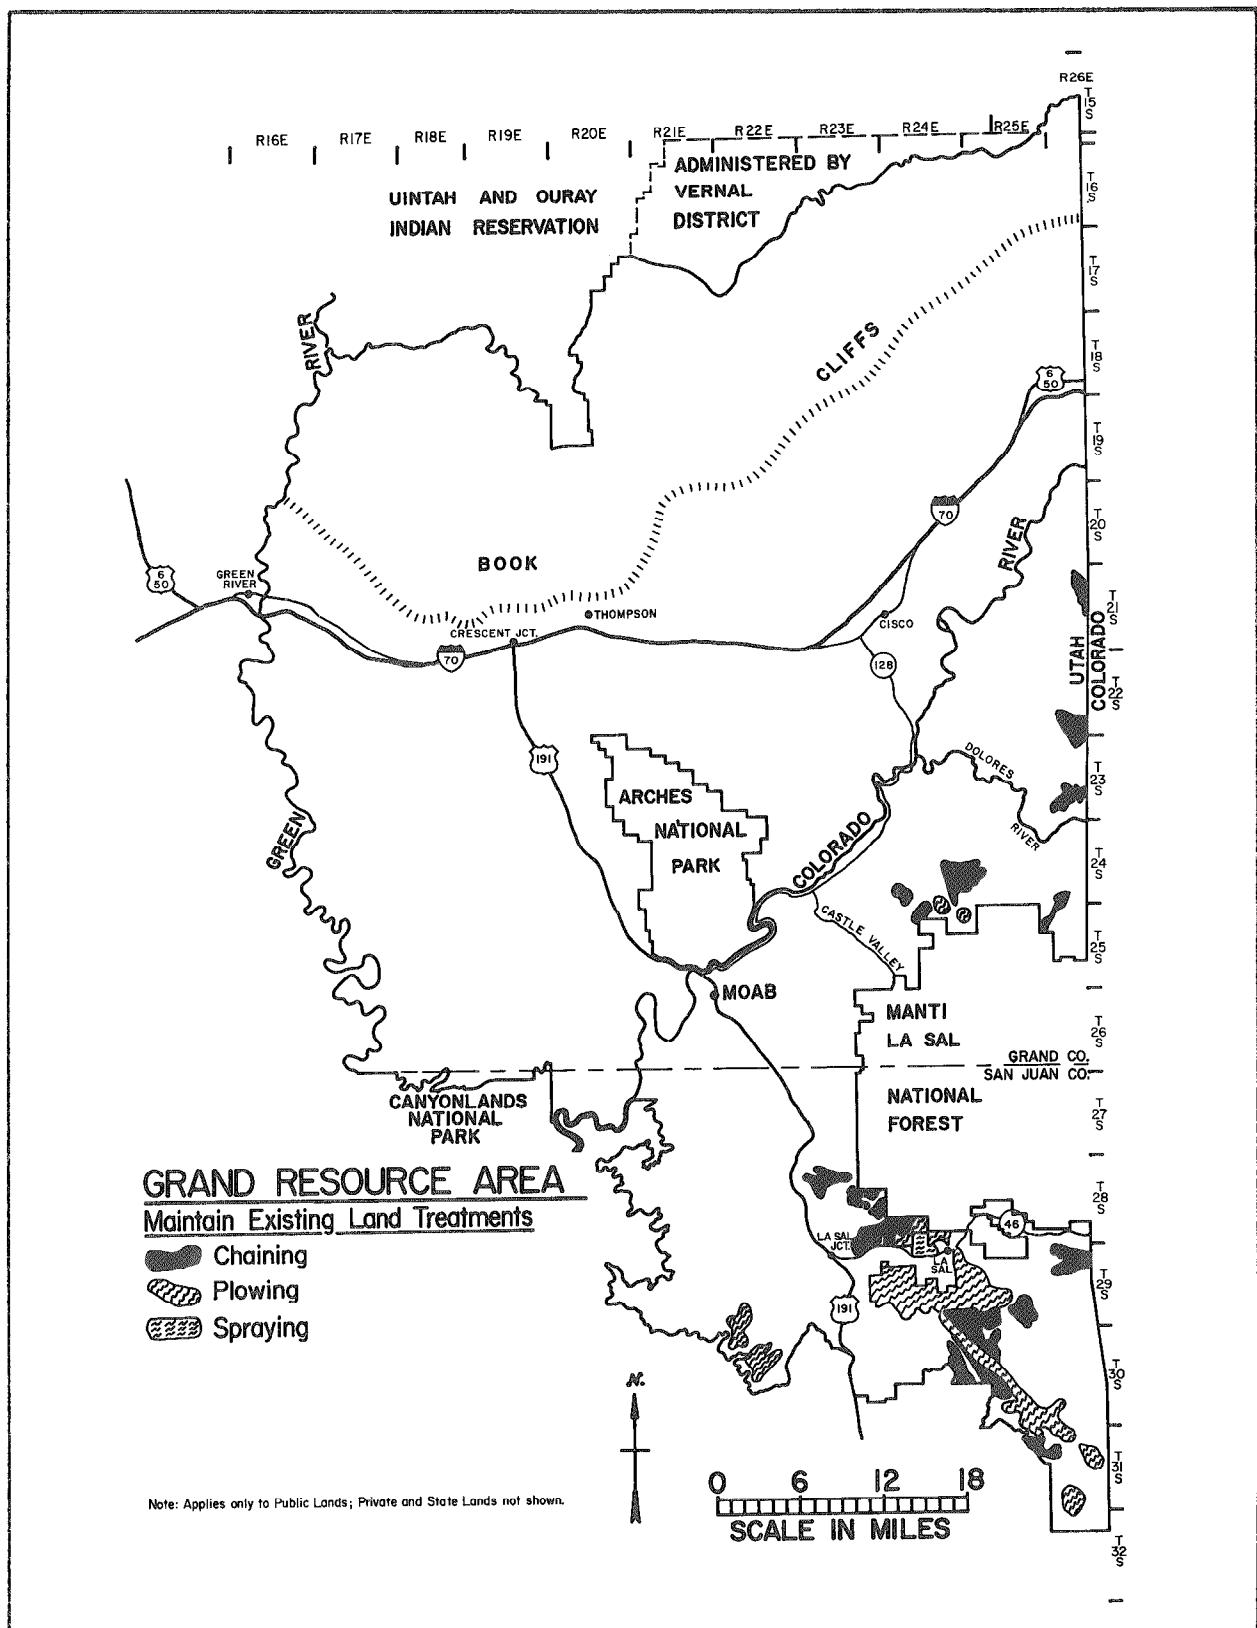 R26E
T
15
S
R16E
R17E
R18E
R19E
R20E
R21E
R22E
R23E
R24E
R25E
UINTAH AND OURAY
INDIAN RESERVATION
ADMINISTERED BY
VERNAL
DISTRICT
T
16
S
T
17
S
RIVER
CLIFFS
T
18
S
6
50
T
19
S
70
T
20
S
RIVER
BOOK
6
50
GREEN
RIVER
THOMPSON
CISCO
T
21
S
CRESCENT JCT.
70
128
UTAH
COLORADO
T
22
S
191
DOLORES
RIVER
T
23
S
ARCHES
NATIONAL
PARK
COLORADO
GREEN
T
24
S
CASTLE VALLEY
T
25
S
MOAB
MANTI
LA SAL
T
26
S
GRAND CO.
SAN JUAN CO.
NATIONAL
FOREST
CANYONLANDS
NATIONAL
PARK
T
27
S
GRAND RESOURCE AREA
Maintain Existing Land Treatments
Chaining
Plowing
Spraying
T
28
S
46
LA SAL
JCT.
LA
SAL
T
29
S
191
N.
T
30
S
T
31
S
0 6 12 18
SCALE IN MILES
Note: Applies only to Public Lands; Private and State Lands not shown.
T
32
S